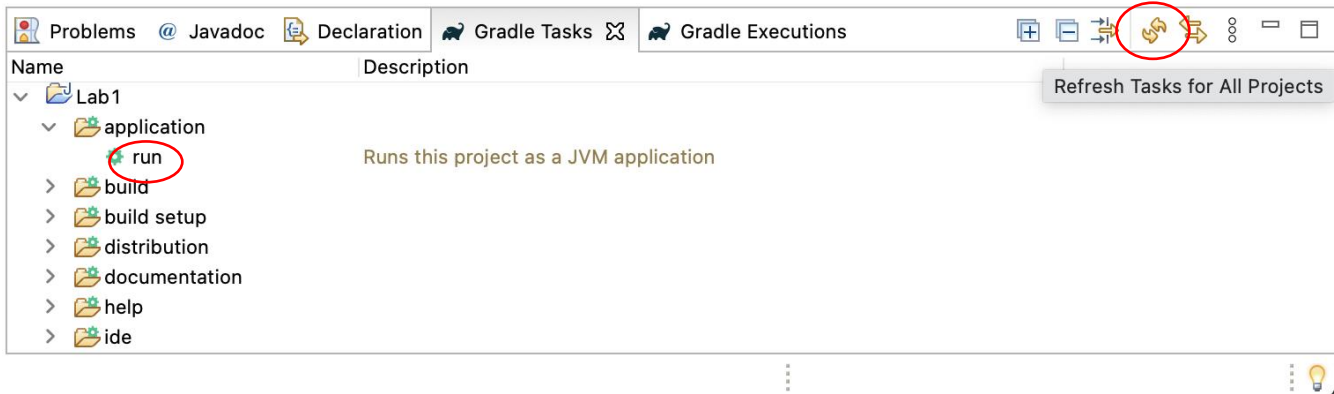 Problems @ Javadoc Declaration Gradle Tasks Gradle Executions
Name Description
Refresh Tasks for All Projects
Lab1
application
run Runs this project as a JVM application
build
build setup
distribution
documentation
help
ide